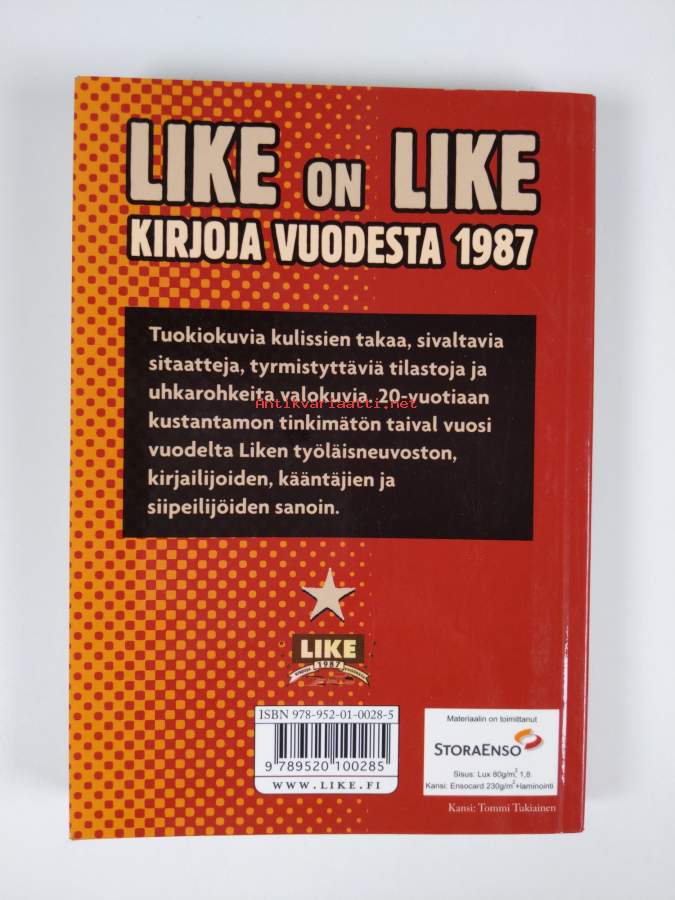 LIKE ON LIKE
KIRJOJA VUODESTA 1987
Tuokiokuvia kulissien takaa, sivaltavia
sitaatteja, tyrmistyttäviä tilastoja ja
uhkarohkeita valokuvia. 20-vuotiaan
Antikvariaatti.Net
kustantamon tinkimätön taival vuosi
vuodelta Liken työläisneuvoston,
kirjailijoiden, kääntäjien ja
siipeilijöiden sanoin.
LIKE
1987
ISBN 978-952-01-0028-5
9 789520 100285
WWW.LIKE.FI
Materiaalin on toimittanut
STORAENSO
Sisus: Lux 80g/m², 1,8
Kansi: Ensocard 230g/m²+laminointi
Kansi: Tommi Tukiainen